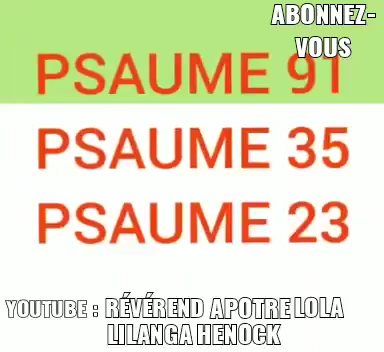 ABONNEZ-
VOUS
PSAUME 91
PSAUME 35
PSAUME 23
YOUTUBE : RÉVÉREND APOTRE LOLA
LILANGA HENOCK